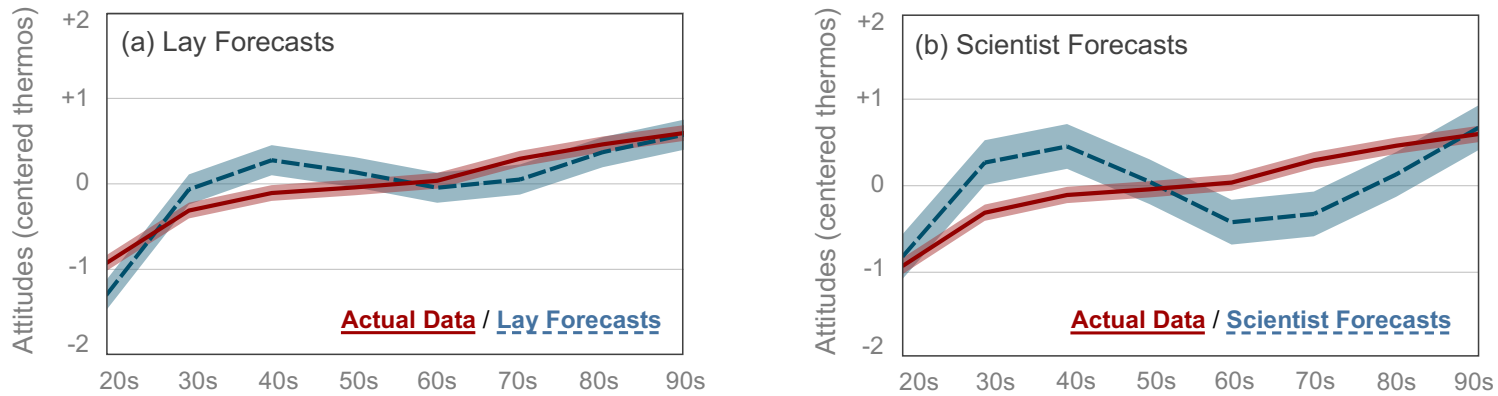 (a) Lay Forecasts
Attitudes (centered thermos)
+2
+1
0
-1
-2
Actual Data / Lay Forecasts
20s 30s 40s 50s 60s 70s 80s 90s
(b) Scientist Forecasts
Attitudes (centered thermos)
+2
+1
0
-1
-2
Actual Data / Scientist Forecasts
20s 30s 40s 50s 60s 70s 80s 90s